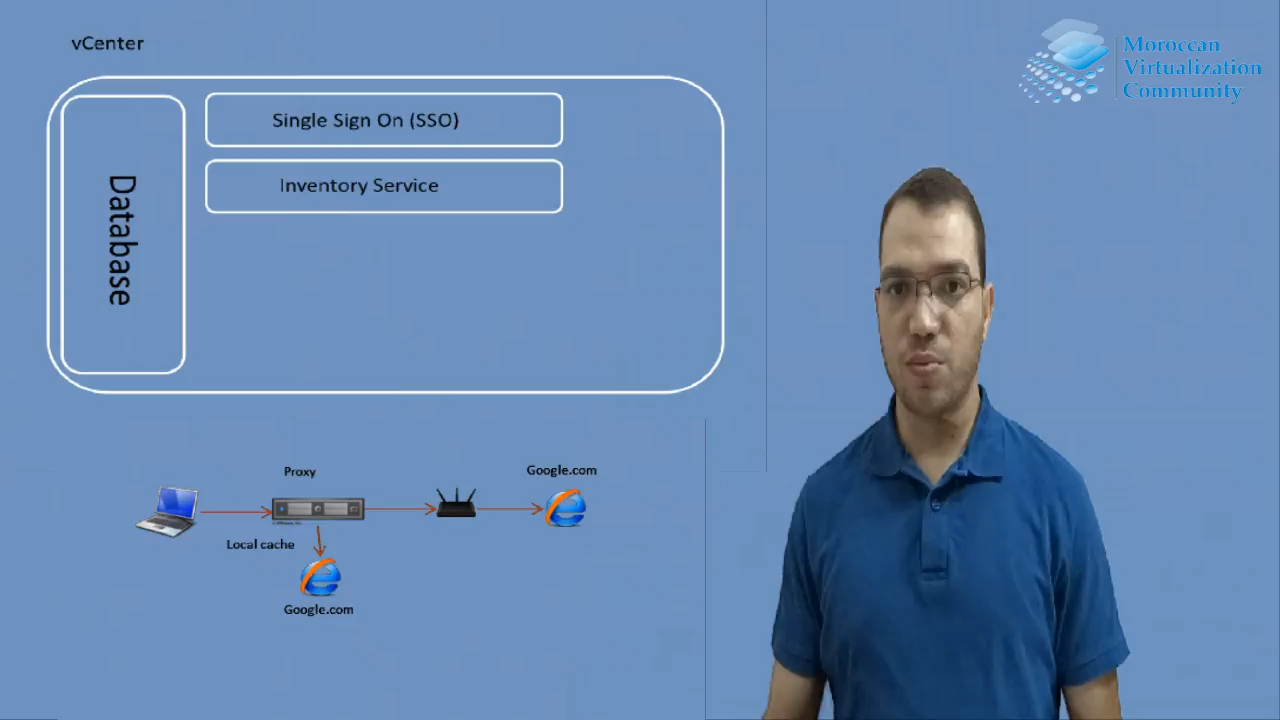 vCenter
Moroccan
Virtualization
Community
Single Sign On (SSO)
Inventory Service
Database
Proxy
Google.com
Local cache
Google.com